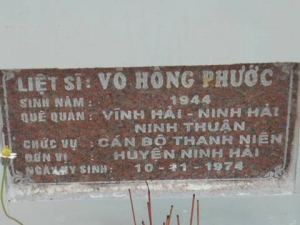 LIỆT SĨ: VÕ HỒNG PHƯỚC
SINH NĂM : 1944
QUÊ QUÁN : VĨNH HẢI - NINH HẢI
NINH THUẬN
CHỨC VỤ : CÁN BỘ THANH NIÊN
ĐƠN VỊ : HUYỆN NINH HẢI
NGÀY HY SINH: 10-11-1974